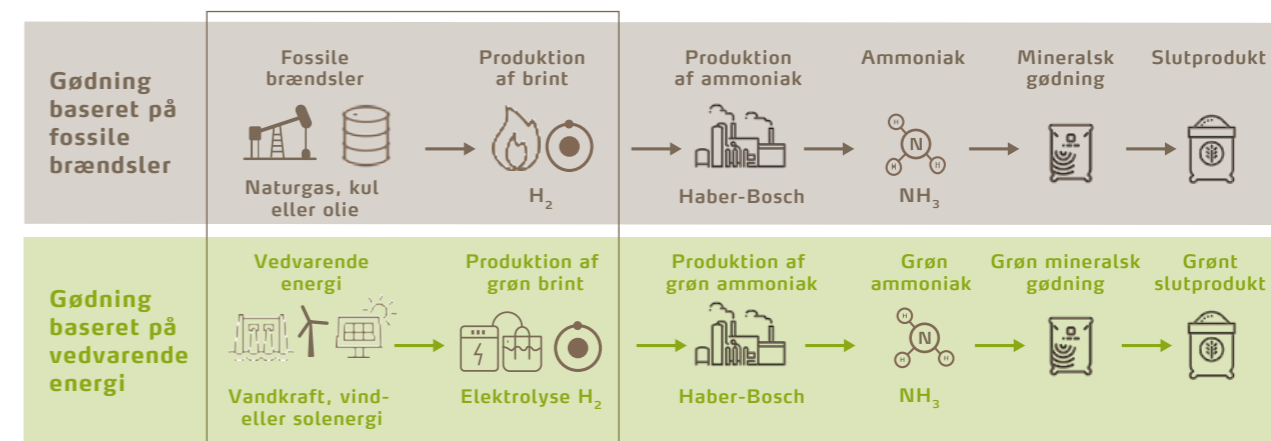 Gødning
baseret på
fossile
brændsler
Fossile
brændsler
Naturgas, kul
eller olie
Produktion
af brint
H₂
Produktion
af ammoniak
Haber-Bosch
Ammoniak
H
N
H
H
NH₃
Mineralsk
gødning
Slutprodukt
Gødning
baseret på
vedvarende
energi
Vedvarende
energi
Vandkraft, vind-
eller solenergi
Produktion af
grøn brint
Elektrolyse H₂
Produktion af
grøn ammoniak
Haber-Bosch
Grøn
ammoniak
H
N
H
H
NH₃
Grøn mineralsk
gødning
Grønt
slutprodukt